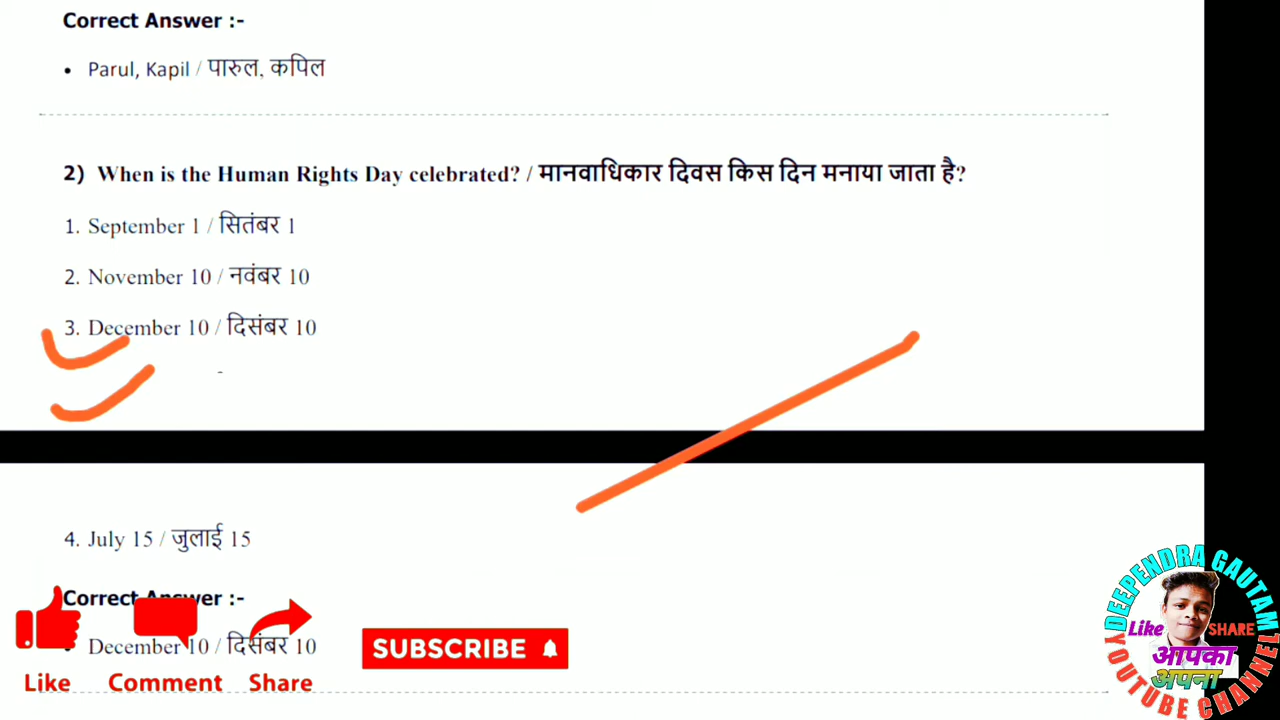 Correct Answer :-
• Parul, Kapil / पारुल, कपिल
2) When is the Human Rights Day celebrated? / मानवाधिकार दिवस किस दिन मनाया जाता है?
1. September 1 / सितंबर 1
2. November 10 / नवंबर 10
3. December 10 / दिसंबर 10
4. July 15 / जुलाई 15
Correct Answer :-
• December 10 / दिसंबर 10
SUBSCRIBE
Like Comment Share
DEEPENDRA GAUTAM
Like SHARE
आपका
अपना
YOUTUBE CHANNEL